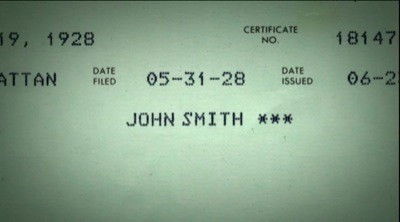 19, 1928 CERTIFICATE NO. 18147
ATTAN DATE FILED 05-31-28 DATE ISSUED 06-2
JOHN SMITH ***